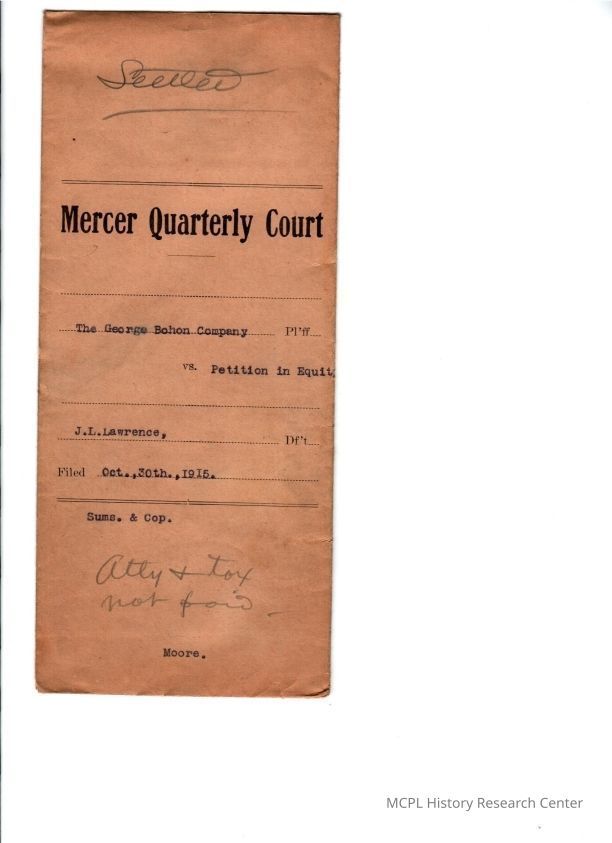 Settled
Mercer Quarterly Court
The George Bohon Company Pl'ff
vs. Petition in Equit
J.L.Lawrence, Df't
Filed Oct.,30th.,1915.
Sums. & Cop.
Atty & tax
not paid
Moore.
MCPL History Research Center